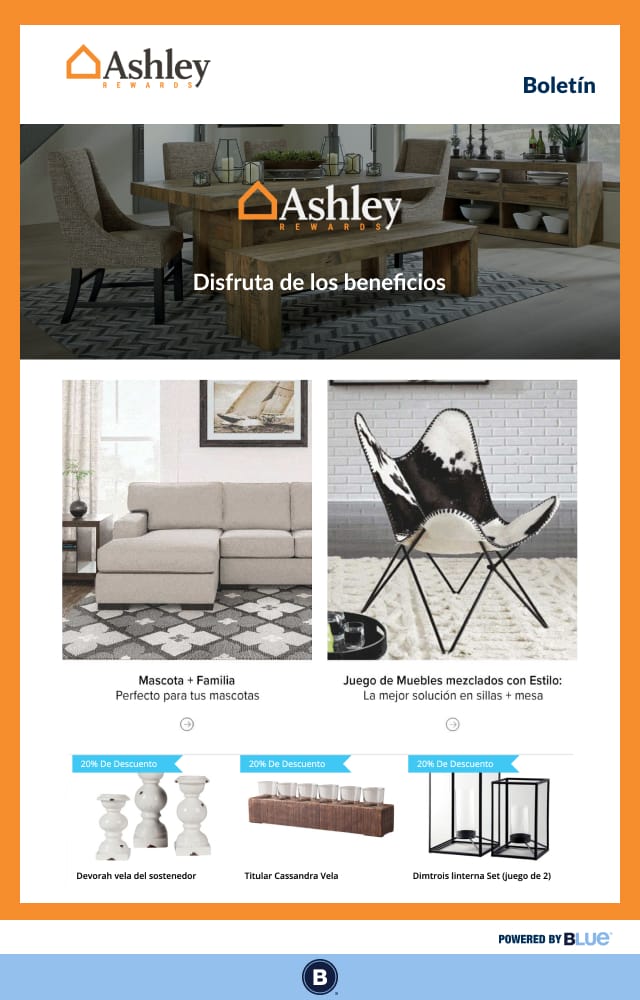 Ashley
REWARDS
Boletín
Ashley
REWARDS
Disfruta de los beneficios
Mascota + Familia
Perfecto para tus mascotas
Juego de Muebles mezclados con Estilo:
La mejor solución en sillas + mesa
20% De Descuento
20% De Descuento
20% De Descuento
Devorah vela del sostenedor
Titular Cassandra Vela
Dimtrois linterna Set (juego de 2)
POWERED BY BLUE
B